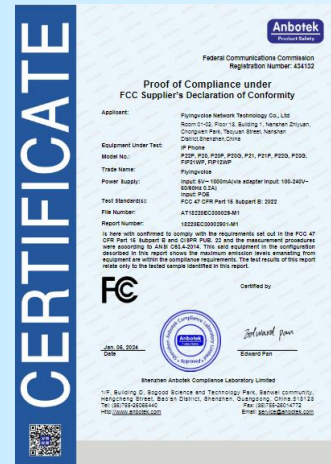 CERTIFICATE
Anbotek
Product Safety
Federal Communications Commission
Registration Number: 434132
Proof of Compliance under
FCC Supplier's Declaration of Conformity
Applicant: Flyingvoice Network Technology Co., Ltd
Room 01-02, Floor 18, Building 1, Nanshan Zhiyuan,
Chongwen Park, Taoyuan Street, Nanshan
District,Shenzhen,China
Equipment Under Test: IP Phone
Model No.: P22P, P20, P20P, P20G, P21, P21P, P22G, P23G,
FIP21WP, FIP12WP
Trade Name: Flyingvoice
Power Supply: Input: 5V⎓ 1000mA(via adapter Input: 100-240V~
50/60Hz 0.2A)
Input: POE
Test Standard(s): FCC 47 CFR Part 15 Subpart B: 2022
File Number: AT18220EC300029-M1
Report Number: 18220EC30002901-M1
Is here with confirmed to comply with the requirements set out in the FCC 47
CFR Part 15 Subpart B and CISPR PUB. 22 and the measurement procedures
were according to ANSI C63.4-2014. This said equipment in the configuration
described in this report shows the maximum emission levels emanating from
equipment are within the compliance requirements. The test results of this report
relate only to the tested sample identified in this report.
FC
Certified by
Anbotek
Edward pan
Jan. 06, 2024
Date
Edward Pan
Shenzhen Anbotek Compliance Laboratory Limited
1/F, Building D, Sogood Science and Technology Park, Sanwei community,
Hangcheng Street, Bao'an District, Shenzhen, Guangdong, China.518128
Tel: (86)755-26066440 Fax: (86)755-26014772
Http://www.anbotek.com Email: service@anbotek.com